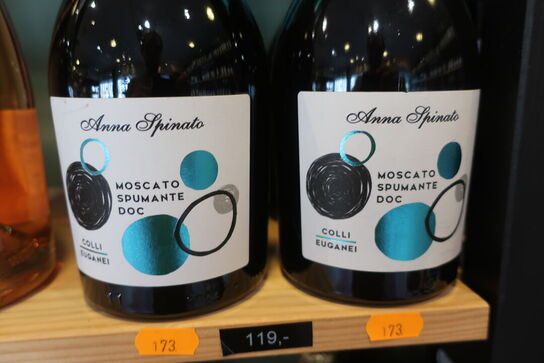 Anna Spinato
MOSCATO
SPUMANTE
DOC
COLLI
EUGANEI
Anna Spinato
MOSCATO
SPUMANTE
DOC
COLLI
EUGANEI
173
119,-
173